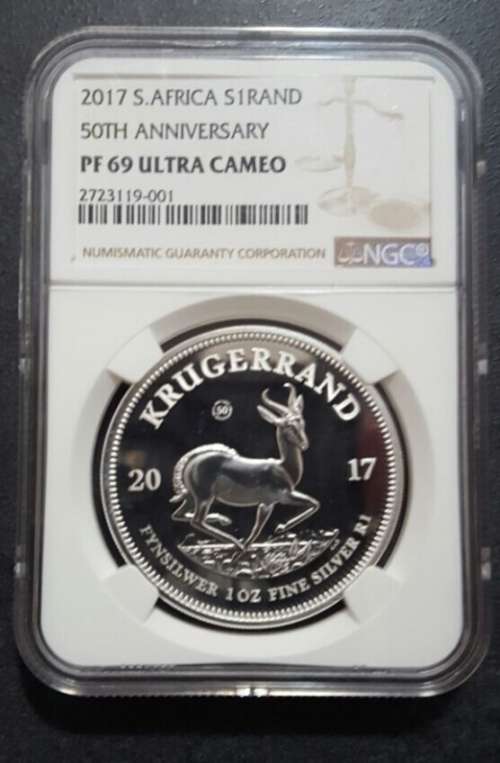 2017 S.AFRICA S1RAND
50TH ANNIVERSARY
PF 69 ULTRA CAMEO
2723119-001
NUMISMATIC GUARANTY CORPORATION
NGC
KRUGERRAND
50
20 17
FYNSILWER 1 OZ FINE SILVER R1